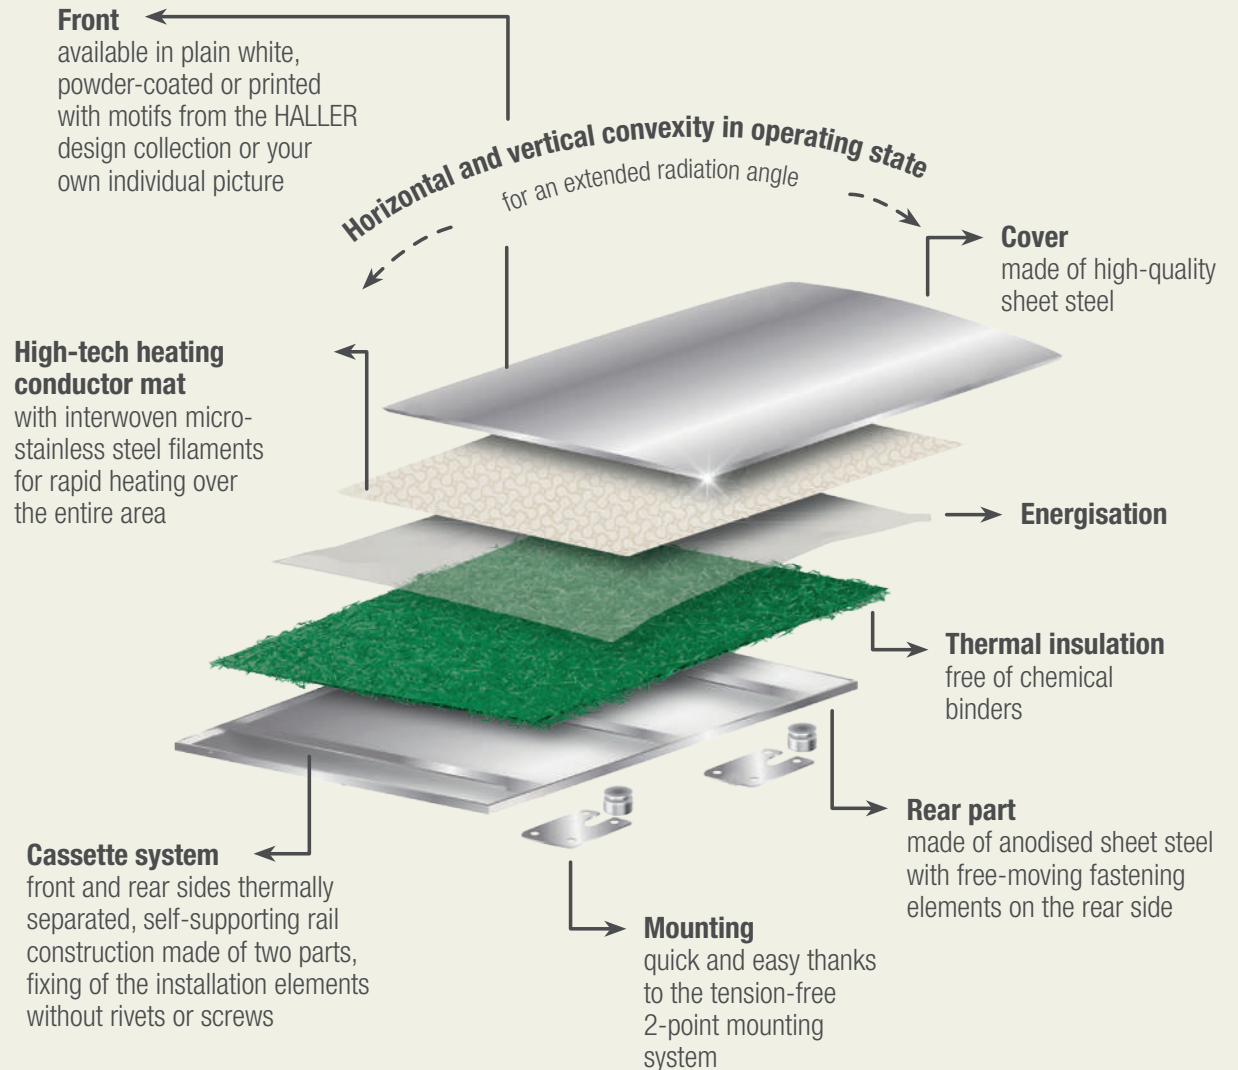 Front
available in plain white,
powder-coated or printed
with motifs from the HALLER
design collection or your
own individual picture
Horizontal and vertical convexity in operating state
for an extended radiation angle
Cover
made of high-quality
sheet steel
High-tech heating
conductor mat
with interwoven micro-
stainless steel filaments
for rapid heating over
the entire area
Energisation
Thermal insulation
free of chemical
binders
Rear part
made of anodised sheet steel
with free-moving fastening
elements on the rear side
Cassette system
front and rear sides thermally
separated, self-supporting rail
construction made of two parts,
fixing of the installation elements
without rivets or screws
Mounting
quick and easy thanks
to the tension-free
2-point mounting
system